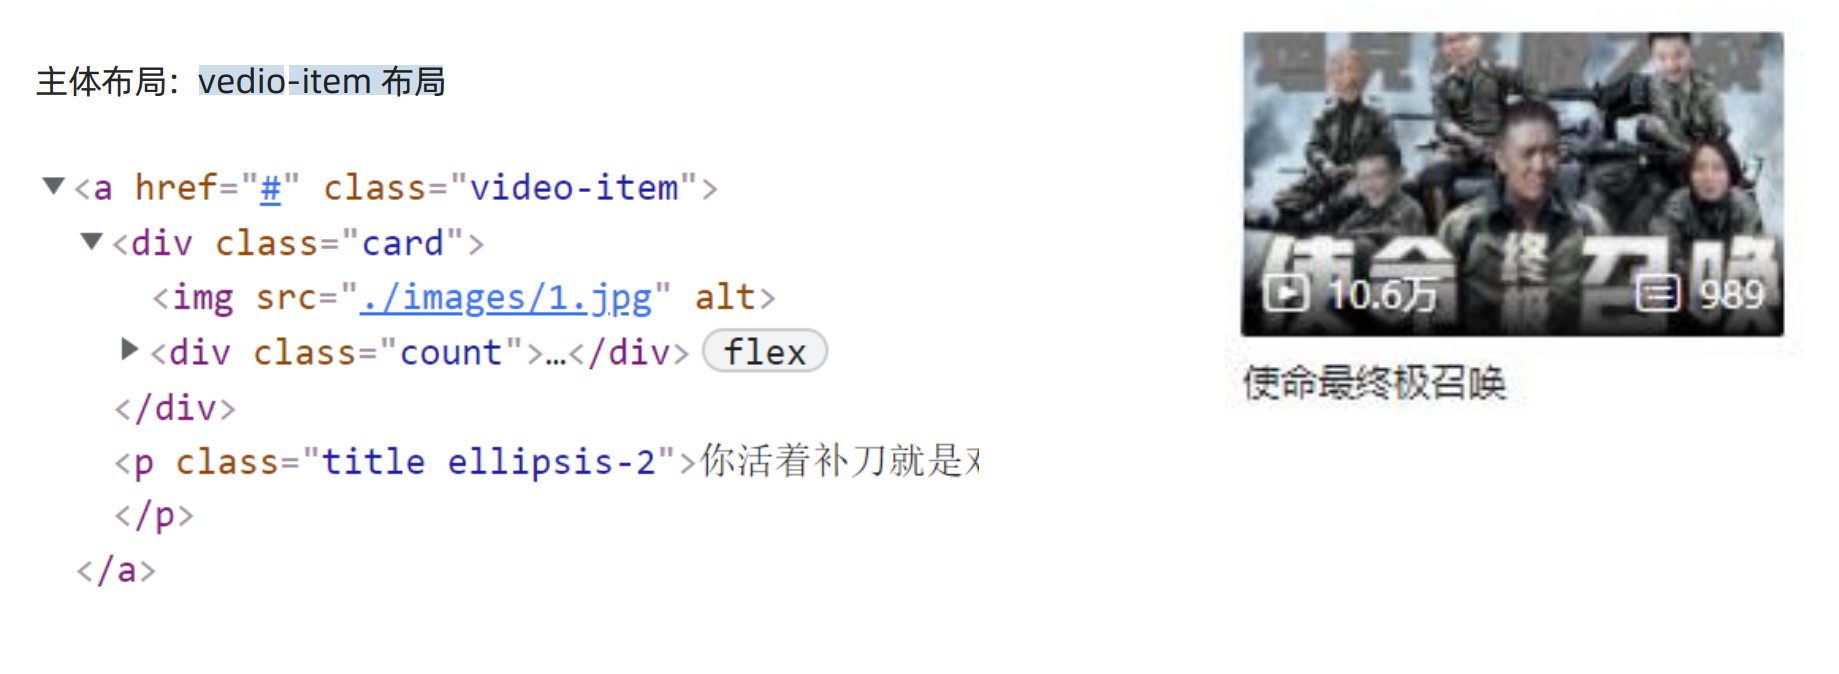 主体布局：vedio-item 布局
▼<a href="#" class="video-item">
▼<div class="card">
<img src="./images/1.jpg" alt>
▶<div class="count">…</div> flex
</div>
<p class="title ellipsis-2">你活着补刀就是
</p>
</a>
使命终极召唤
10.6万 989
使命最终极召唤